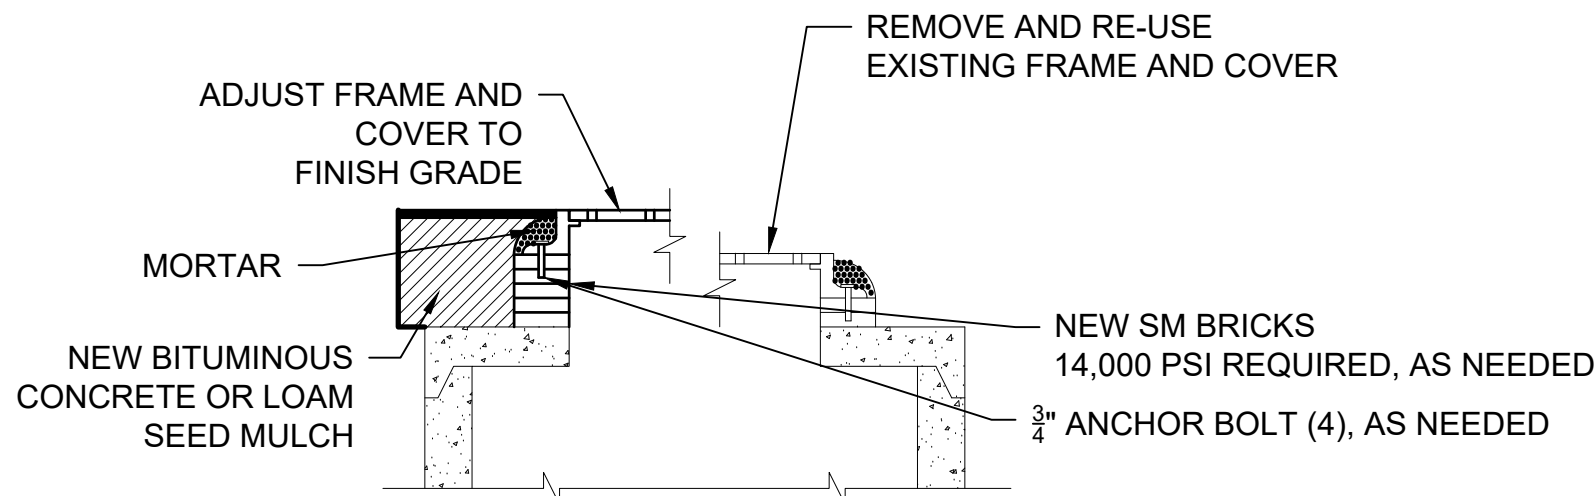 REMOVE AND RE-USE
EXISTING FRAME AND COVER
ADJUST FRAME AND
COVER TO
FINISH GRADE
MORTAR
NEW BITUMINOUS
CONCRETE OR LOAM
SEED MULCH
NEW SM BRICKS
14,000 PSI REQUIRED, AS NEEDED
3/4" ANCHOR BOLT (4), AS NEEDED